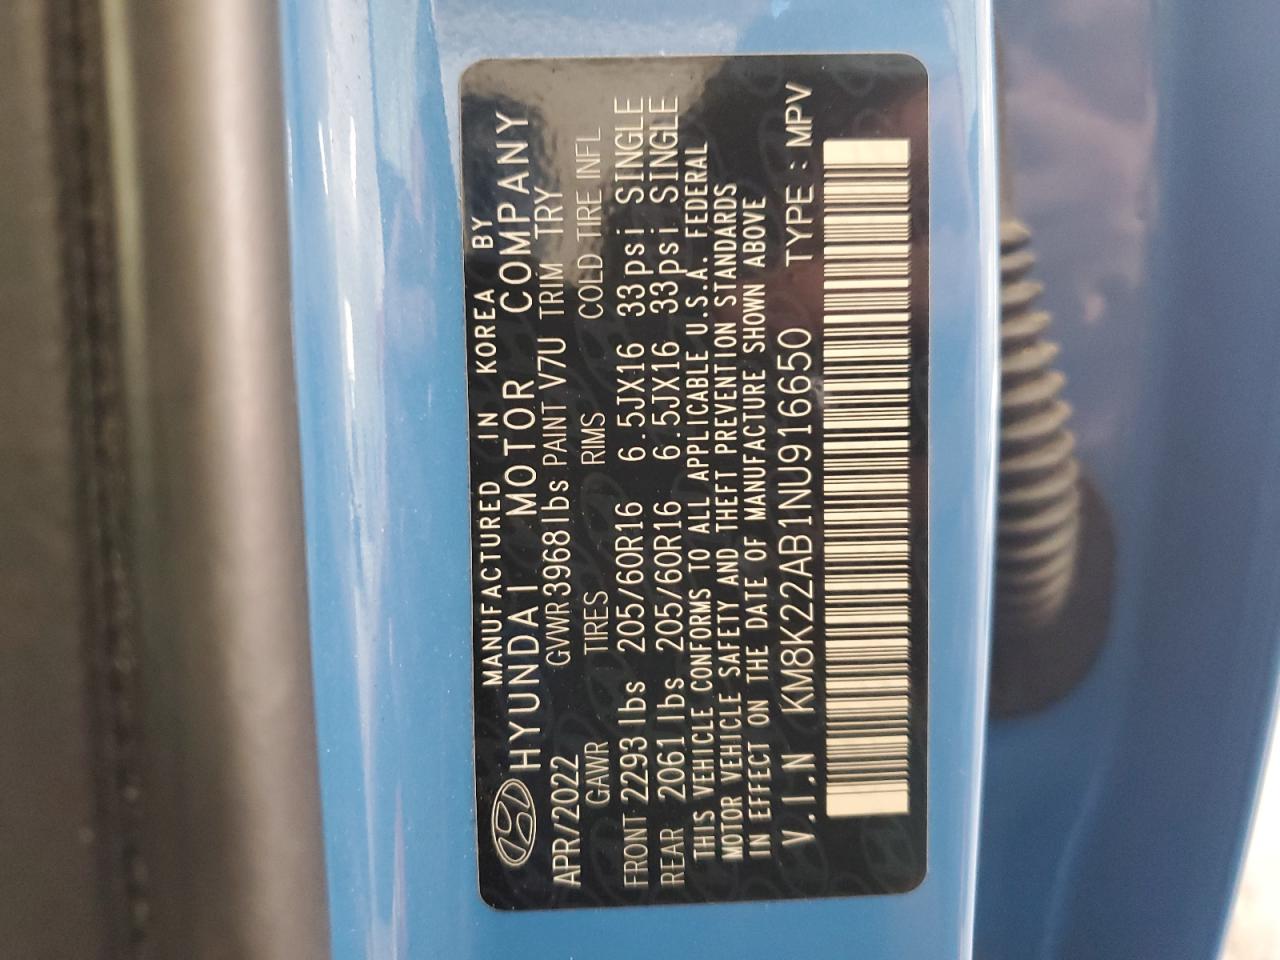 MANUFACTURED IN KOREA BY
HYUNDAI MOTOR COMPANY
APR/2022 GVWR3968lbs PAINT V7U TRIM TRY
GAWR TIRES RIMS COLD TIRE INFL
FRONT 2293 lbs 205/60R16 6.5JX16 33psi SINGLE
REAR 2061 lbs 205/60R16 6.5JX16 33psi SINGLE
THIS VEHICLE CONFORMS TO ALL APPLICABLE U.S.A. FEDERAL
MOTOR VEHICLE SAFETY AND THEFT PREVENTION STANDARDS
IN EFFECT ON THE DATE OF MANUFACTURE SHOWN ABOVE
V.I.N KM8K22AB1NU916650 TYPE : MPV